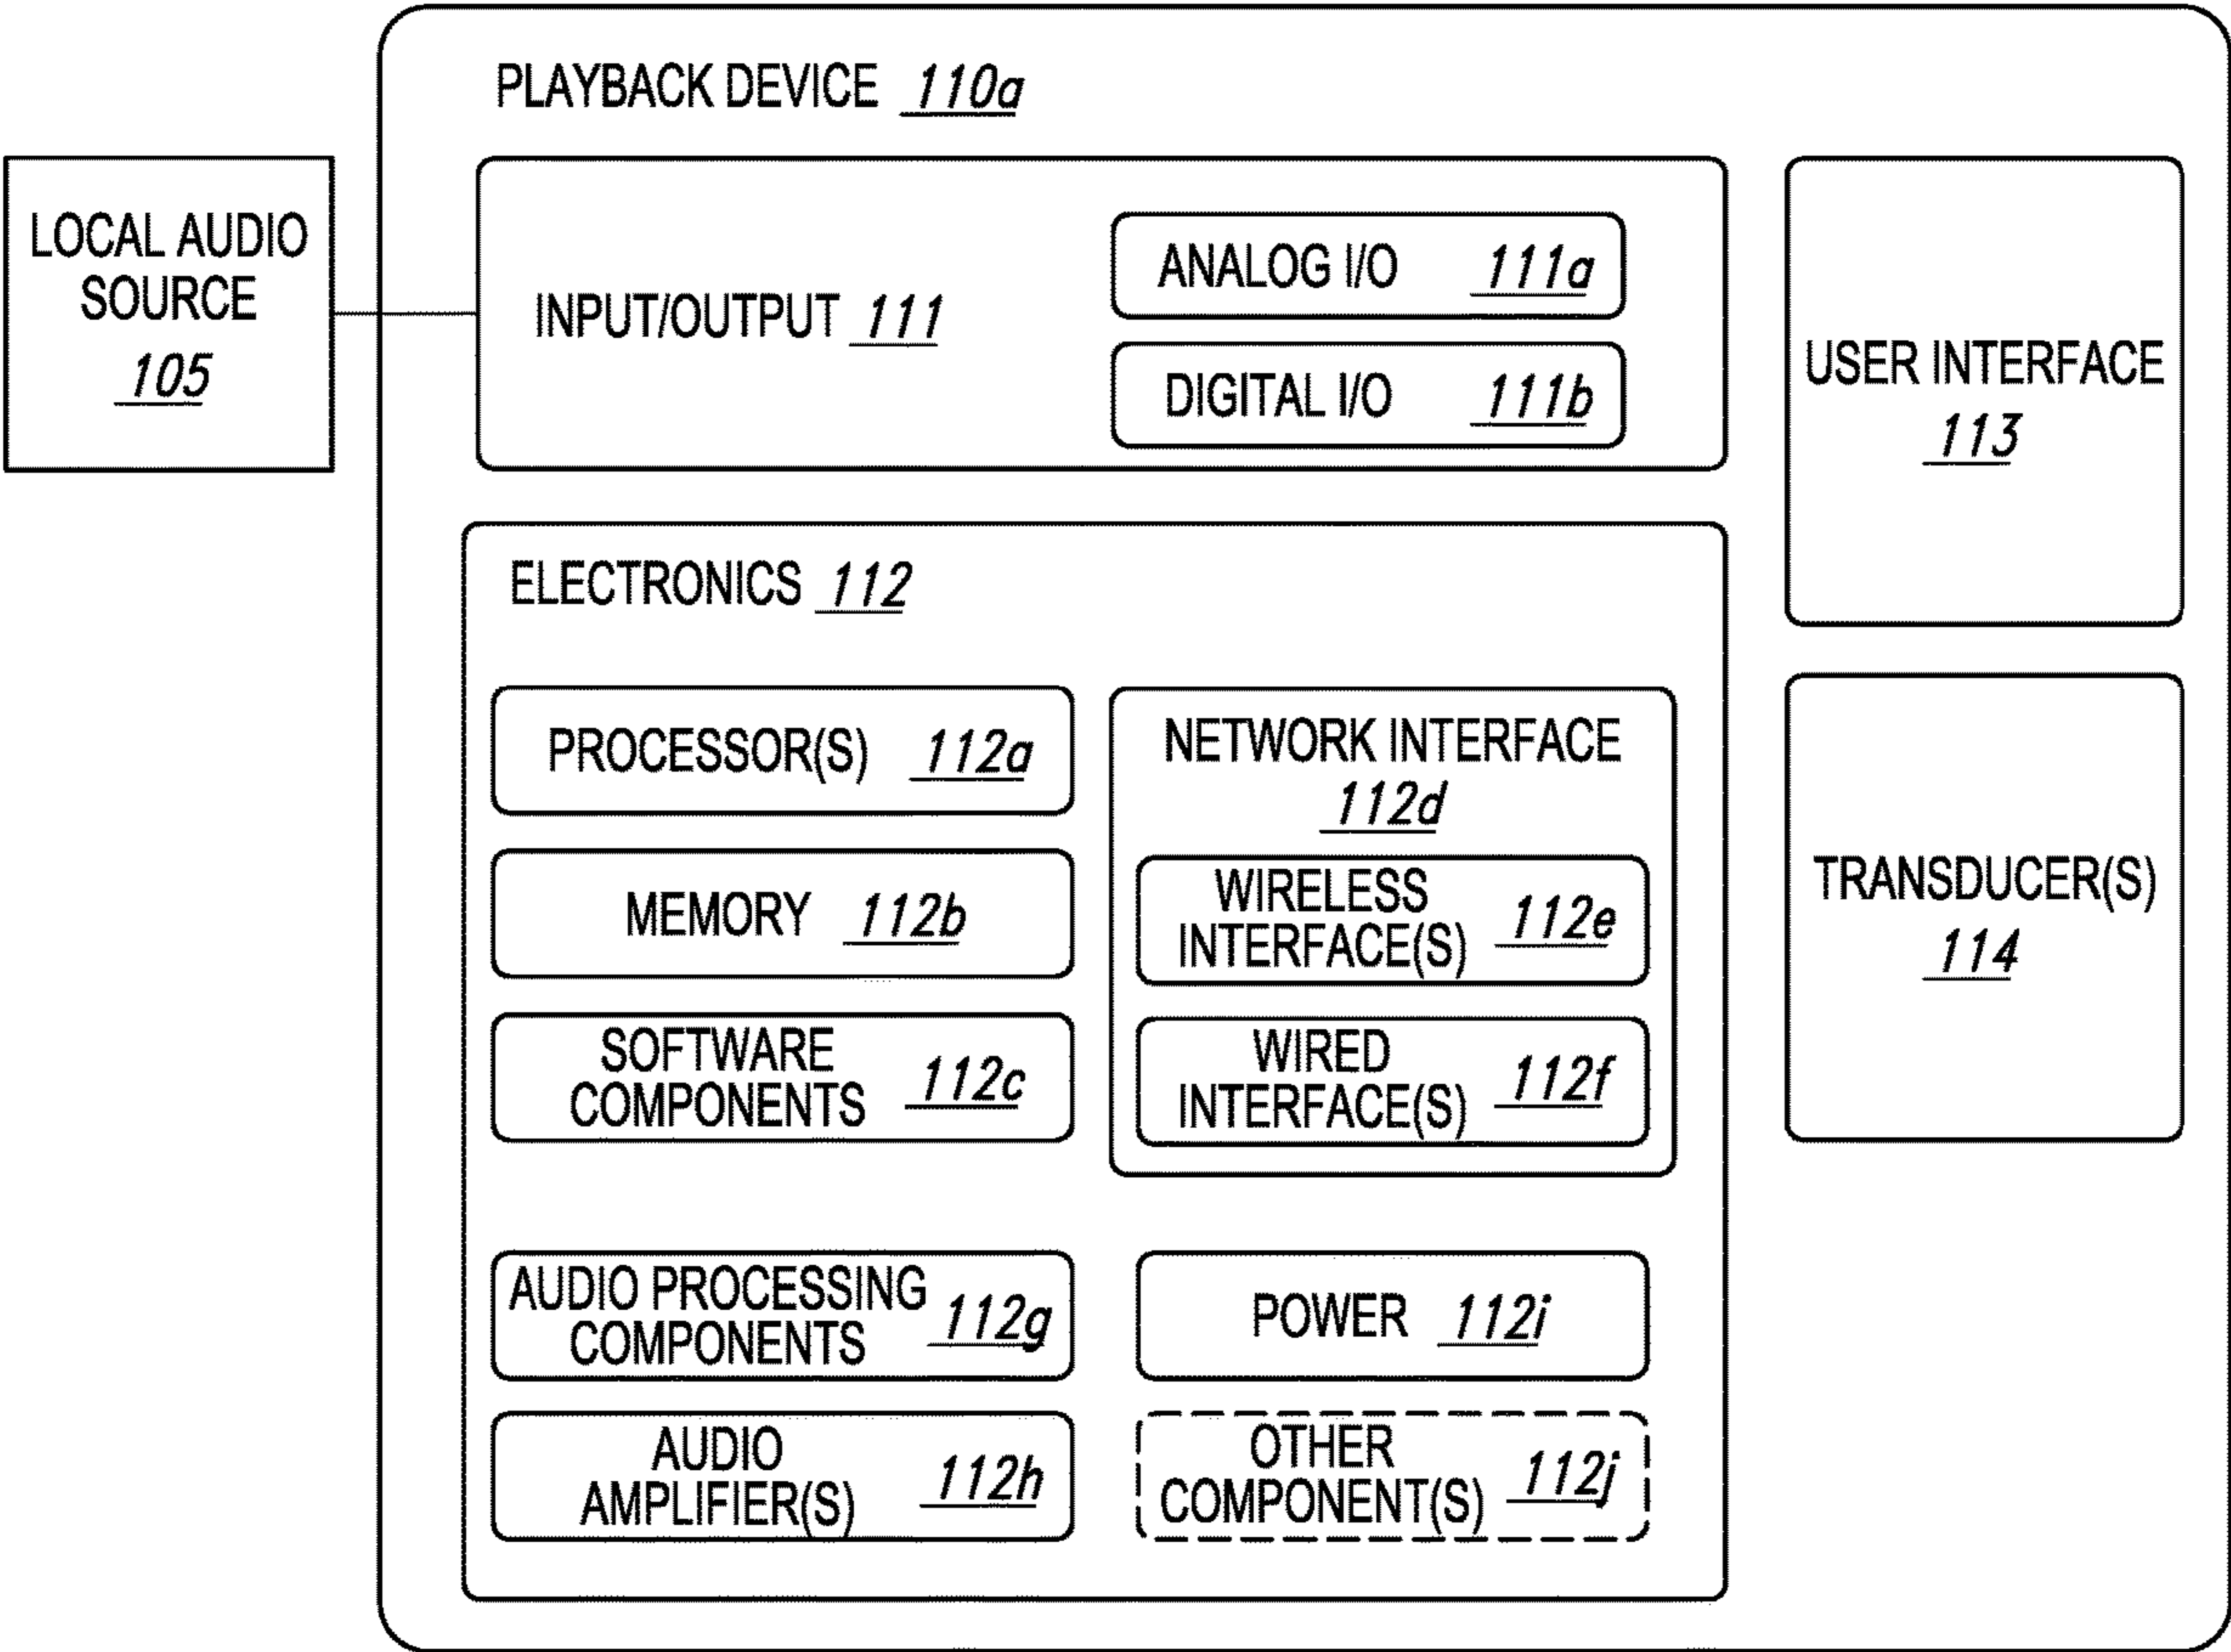 PLAYBACK DEVICE 110a
LOCAL AUDIO
SOURCE
105
INPUT/OUTPUT 111
ANALOG I/O 111a
DIGITAL I/O 111b
USER INTERFACE
113
ELECTRONICS 112
PROCESSOR(S) 112a
MEMORY 112b
SOFTWARE
COMPONENTS 112c
NETWORK INTERFACE
112d
WIRELESS
INTERFACE(S) 112e
WIRED
INTERFACE(S) 112f
AUDIO PROCESSING
COMPONENTS 112g
POWER 112i
AUDIO
AMPLIFIER(S) 112h
OTHER
COMPONENT(S) 112j
TRANSDUCER(S)
114